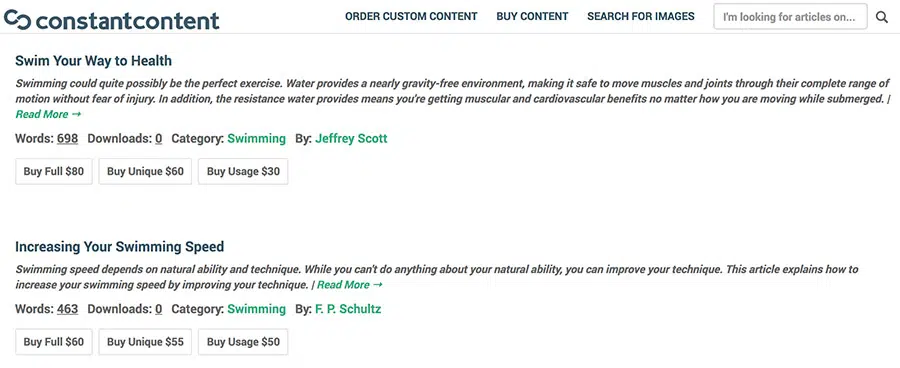 constantcontent ORDER CUSTOM CONTENT BUY CONTENT SEARCH FOR IMAGES I'm looking for articles on...
Swim Your Way to Health
Swimming could quite possibly be the perfect exercise. Water provides a nearly gravity-free environment, making it safe to move muscles and joints through their complete range of
motion without fear of injury. In addition, the resistance water provides means you're getting muscular and cardiovascular benefits no matter how you are moving while submerged. |
Read More →
Words: 698 Downloads: 0 Category: Swimming By: Jeffrey Scott
Buy Full $80 Buy Unique $60 Buy Usage $30
Increasing Your Swimming Speed
Swimming speed depends on natural ability and technique. While you can't do anything about your natural ability, you can improve your technique. This article explains how to
increase your swimming speed by improving your technique. | Read More →
Words: 463 Downloads: 0 Category: Swimming By: F. P. Schultz
Buy Full $60 Buy Unique $55 Buy Usage $50